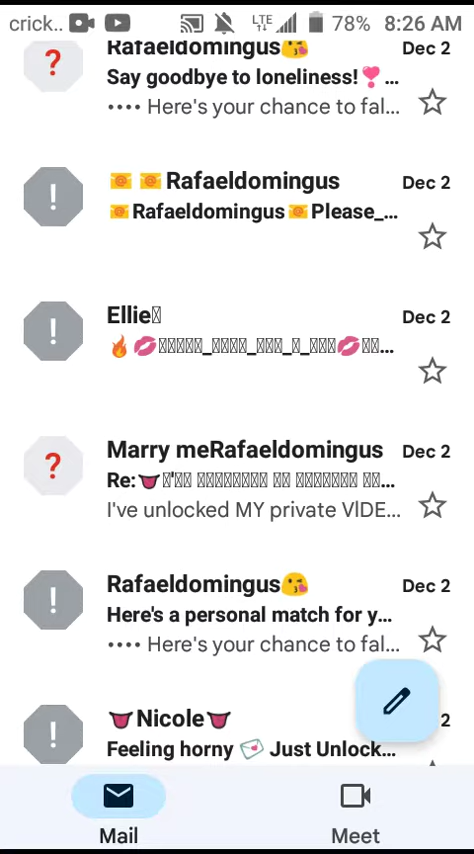 crick.. LTE 78% 8:26 AM
? Rafaeldomingus😘 Dec 2
Say goodbye to loneliness!❣️...
•••• Here's your chance to fal...
! Rafaeldomingus Dec 2
Rafaeldomingus Please_...
! Ellie Dec 2
🔥💋
? Marry meRafaeldomingus Dec 2
Re:
I've unlocked MY private VlDE...
! Rafaeldomingus😘 Dec 2
Here's a personal match for y...
•••• Here's your chance to fal...
! 👅Nicole👅 2
Feeling horny 💌 Just Unlock...
Mail Meet